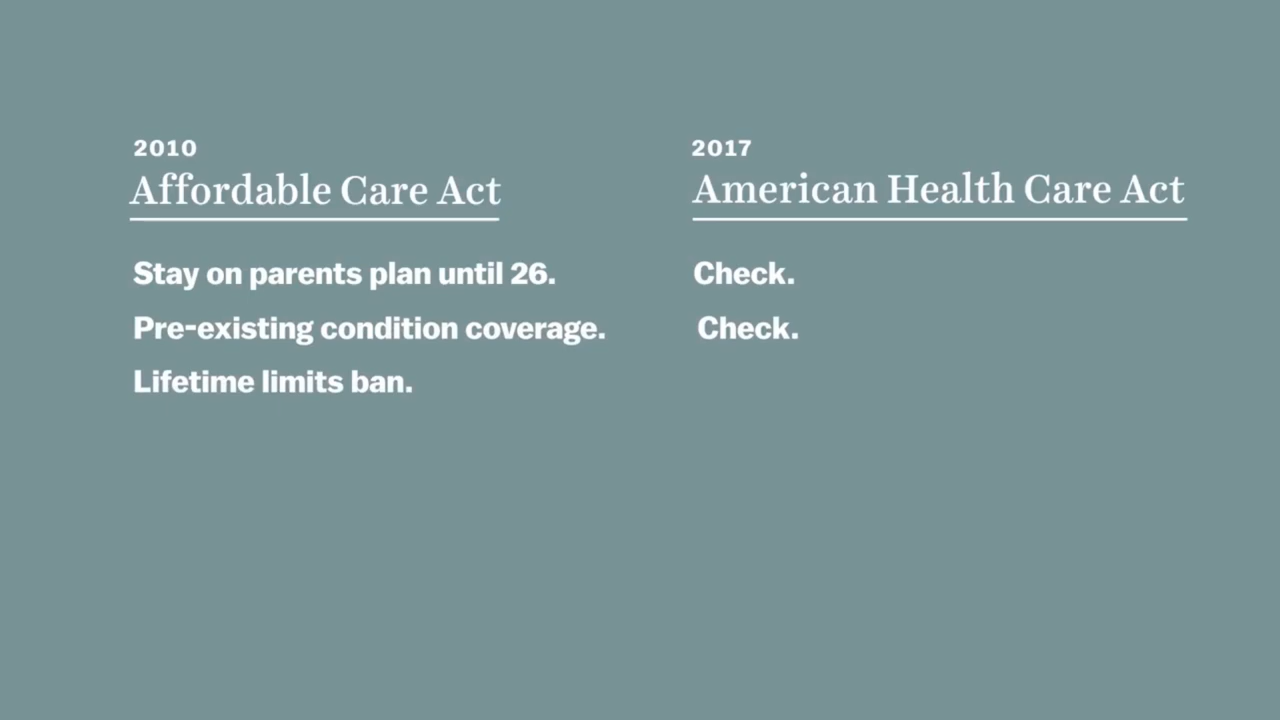 2010
Affordable Care Act
Stay on parents plan until 26.
Pre-existing condition coverage.
Lifetime limits ban.
2017
American Health Care Act
Check.
Check.